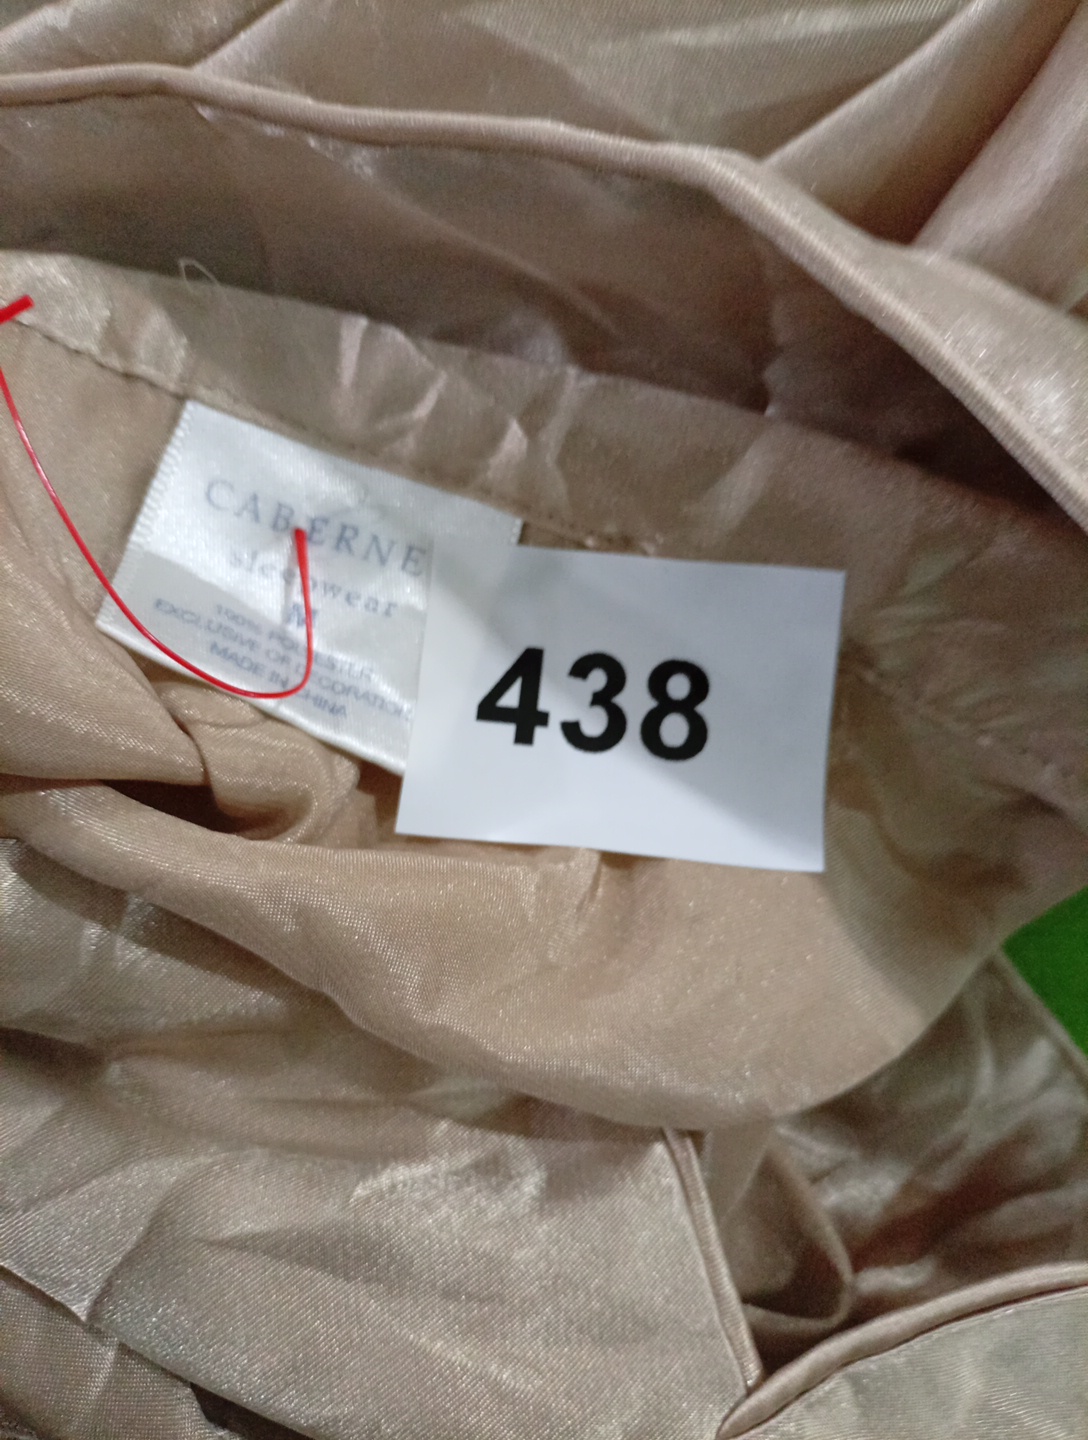 CABERNE
sleepwear
M
100% POLYESTER
EXCLUSIVE OF DECORATION
MADE IN CHINA
438